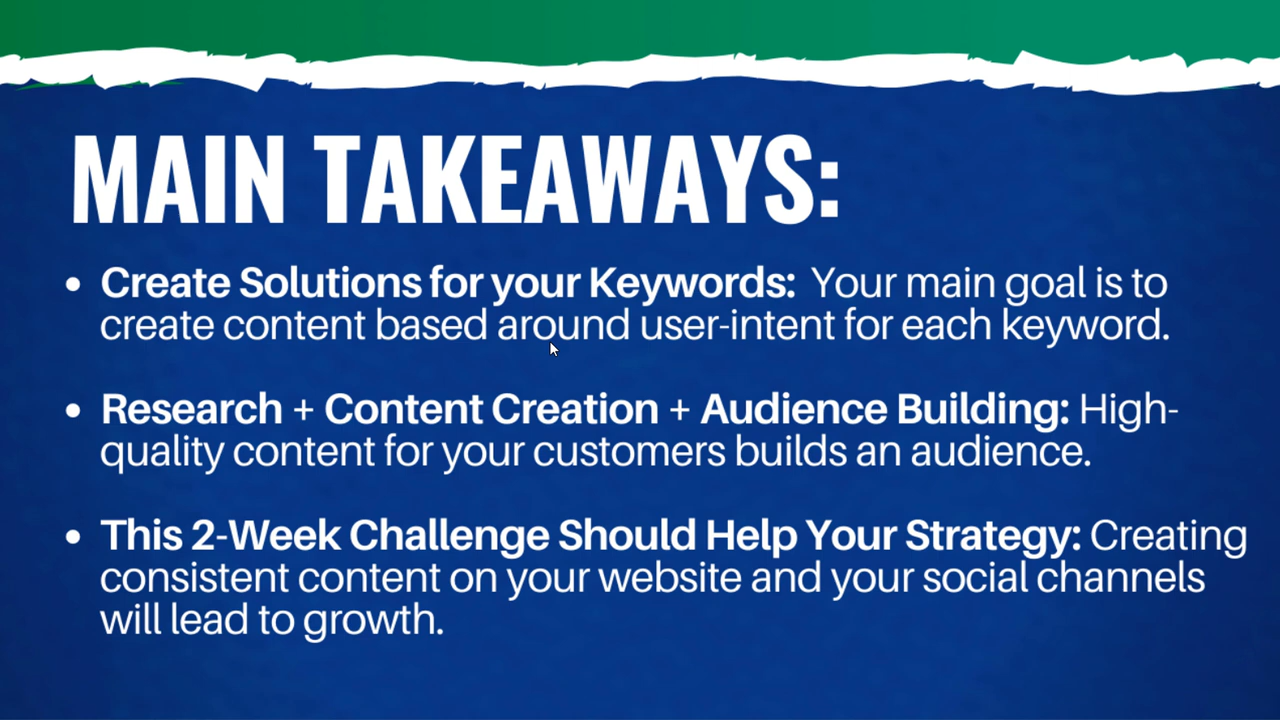 MAIN TAKEAWAYS:
• Create Solutions for your Keywords: Your main goal is to
create content based around user-intent for each keyword.
• Research + Content Creation + Audience Building: High-
quality content for your customers builds an audience.
• This 2-Week Challenge Should Help Your Strategy: Creating
consistent content on your website and your social channels
will lead to growth.